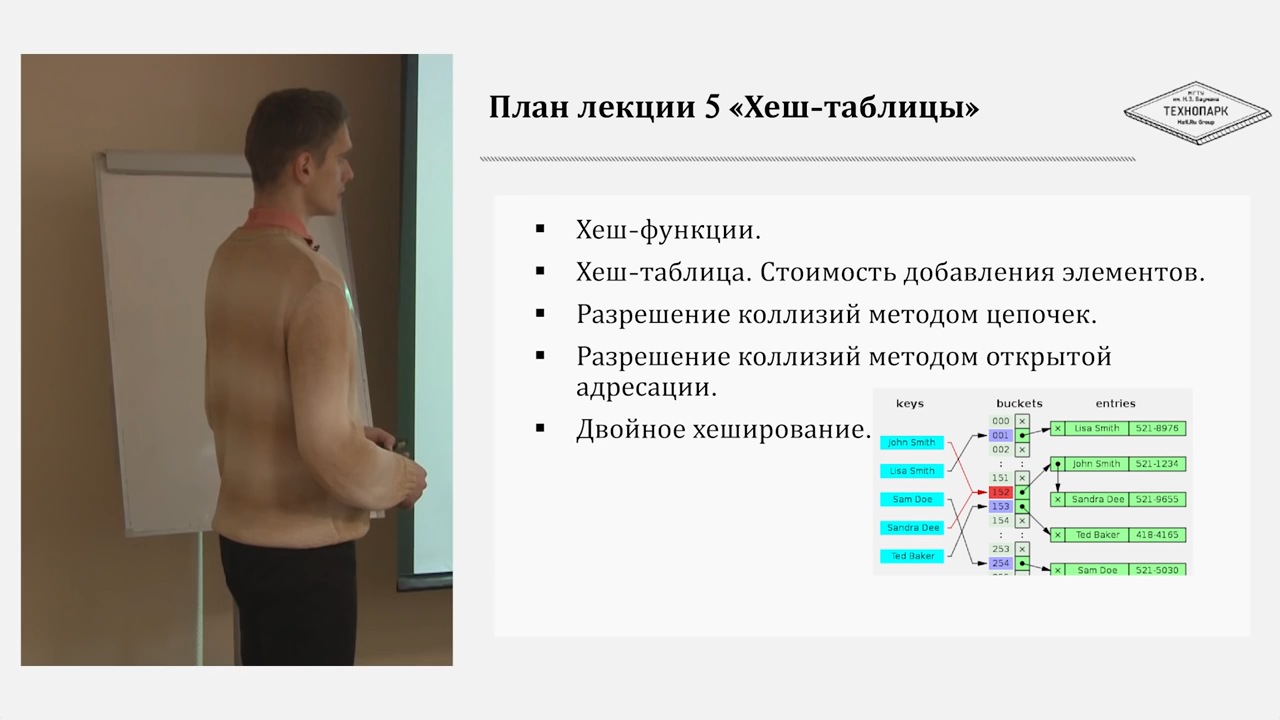 План лекции 5 «Хеш-таблицы»
МГТУ
им. Н.Э. Баумана
ТЕХНОПАРК
Mail.Ru Group
▪ Хеш-функции.
▪ Хеш-таблица. Стоимость добавления элементов.
▪ Разрешение коллизий методом цепочек.
▪ Разрешение коллизий методом открытой
адресации.
▪ Двойное хеширование.
keys buckets entries
000
001
002
:
151
152
153
154
:
253
254
John Smith
Lisa Smith
Sam Doe
Sandra Dee
Ted Baker
Lisa Smith 521-8976
John Smith 521-1234
Sandra Dee 521-9655
Ted Baker 418-4165
Sam Doe 521-5030